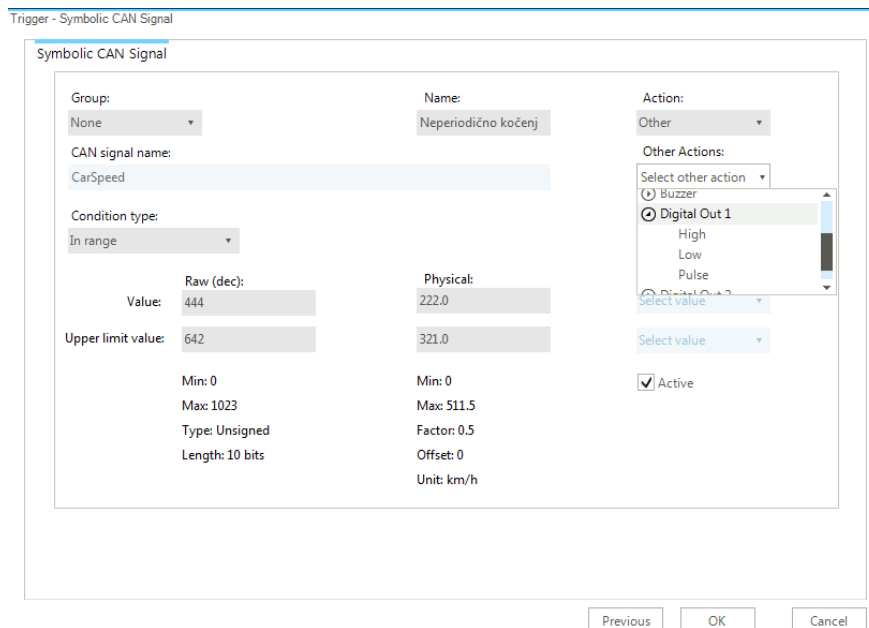 Trigger - Symbolic CAN Signal
Symbolic CAN Signal
Group: Name: Action:
None Neperiodično kočenj Other
CAN signal name: Other Actions:
CarSpeed Select other action
Buzzer
Condition type: Digital Out 1
In range High
Low
Pulse
Raw (dec): Physical: Digital Out 2
Value: 444 222.0 Select value
Upper limit value: 642 321.0 Select value
Min: 0 Min: 0 Active
Max: 1023 Max: 511.5
Type: Unsigned Factor: 0.5
Length: 10 bits Offset: 0
Unit: km/h
Previous OK Cancel